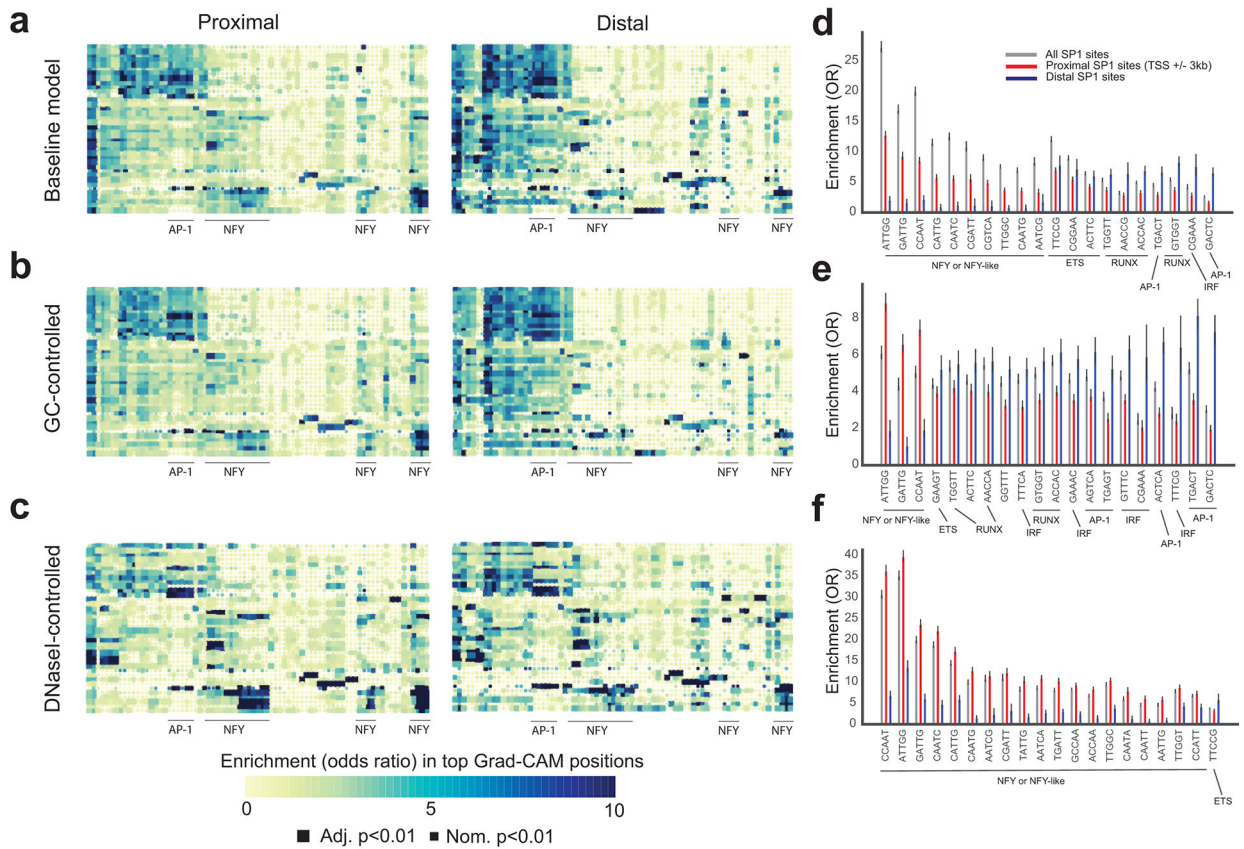 a
Proximal
Distal
Baseline model
AP-1 NFY NFY NFY
AP-1 NFY NFY NFY
b
GC-controlled
AP-1 NFY NFY NFY
AP-1 NFY NFY NFY
c
DNaseI-controlled
AP-1 NFY NFY NFY
AP-1 NFY NFY NFY
Enrichment (odds ratio) in top Grad-CAM positions
0 5 10
Adj. p<0.01 Nom. p<0.01
d
All SP1 sites
Proximal SP1 sites (TSS +/- 3kb)
Distal SP1 sites
Enrichment (OR)
25
20
15
10
5
0
ATTGG GATTG CCAAT CATTG CAATC CGATT CGTCA TTGGC CAATG AATCG TTCCG CGGAA ACTTC TGGTT AACCG ACCAC TGACT GTGGT CGAAA GACTC
NFY or NFY-like ETS RUNX AP-1 RUNX IRF AP-1
e
Enrichment (OR)
8
6
4
2
0
ATTGG GATTG CCAAT GAAGT TGGTT ACTTC AACCA GGTTT TTTCA GTGGT ACCAC GAAAC AGTCA TGAGT GTTTC CGAAA ACTCA TTTCG TGACT GACTC
NFY or NFY-like ETS RUNX IRF RUNX IRF AP-1 IRF AP-1 IRF AP-1
f
Enrichment (OR)
40
35
30
25
20
15
10
5
0
CCAAT ATTGG GATTG CAATC CATTG CAATG AATCG CGATT TATTG AATCA TGATT GCCAA ACCAA TTGGC CAATA CAATT AATTG TTGGT CCATT TTCCG
NFY or NFY-like ETS